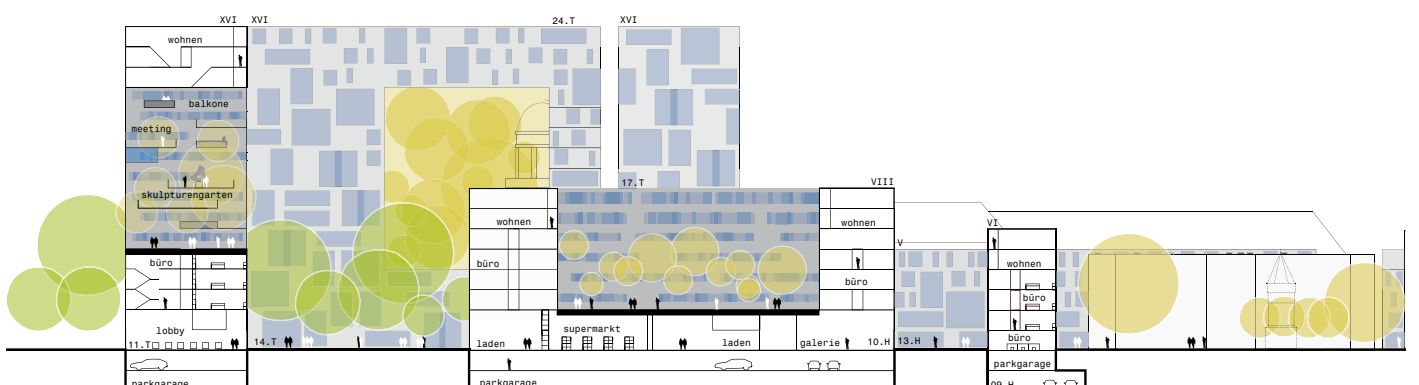 XVI
XVI
24.T
XVI
wohnen
balkone
meeting
skulpturengarten
17.T
VIII
wohnen
wohnen
VI
V
büro
büro
wohnen
büro
büro
lobby
supermarkt
büro
11.T
14.T
laden
laden
galerie
10.H
13.H
parkgarage
parkgarage
parkgarage
09.H